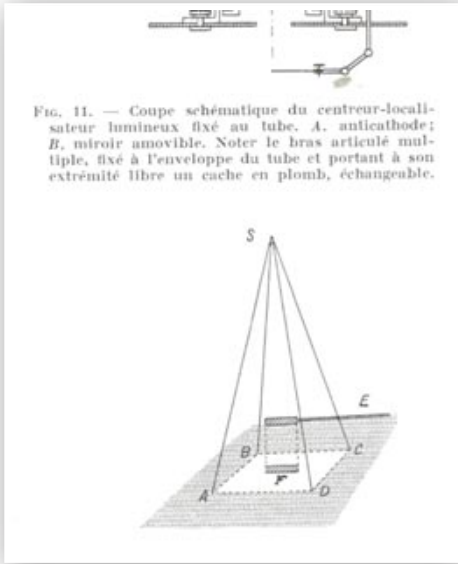 FIG. 11. — Coupe schématique du centreur-locali-
sateur lumineux fixé au tube. A. anticathode;
B. miroir amovible. Noter le bras articulé mul-
tiple, fixé à l'enveloppe du tube et portant à son
extrémité libre un cache en plomb, échangeable.
S
E
B
C
F
A
D